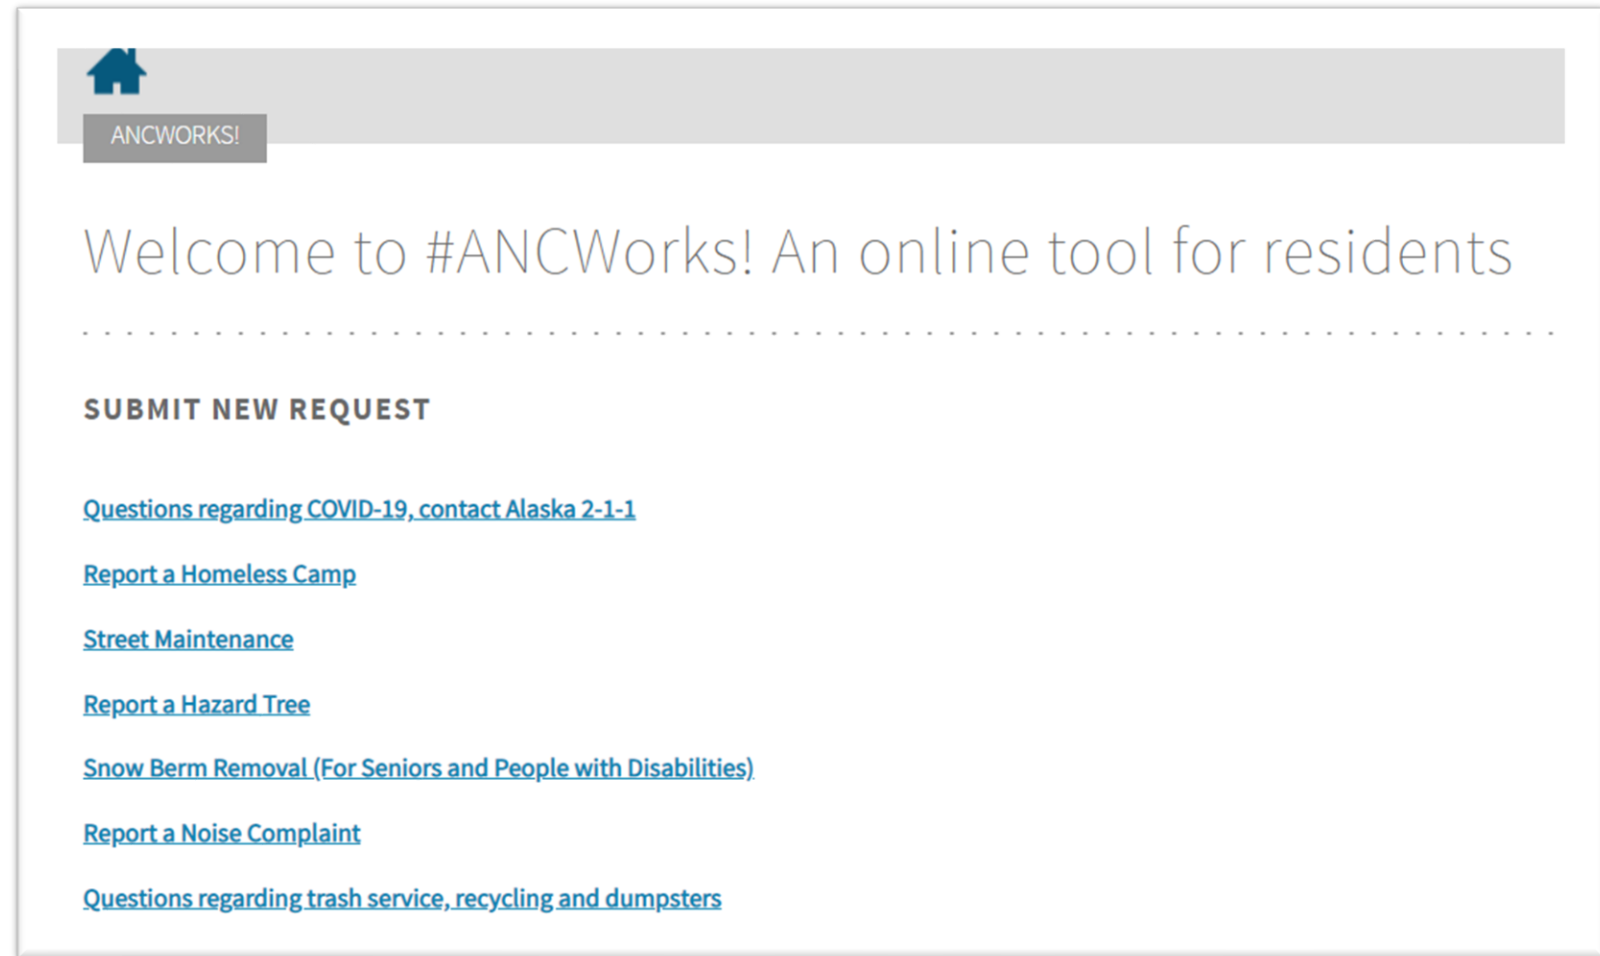 ANCWORKS!
Welcome to #ANCWorks! An online tool for residents
SUBMIT NEW REQUEST
Questions regarding COVID-19, contact Alaska 2-1-1
Report a Homeless Camp
Street Maintenance
Report a Hazard Tree
Snow Berm Removal (For Seniors and People with Disabilities)
Report a Noise Complaint
Questions regarding trash service, recycling and dumpsters